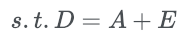 s.t.D = A + E